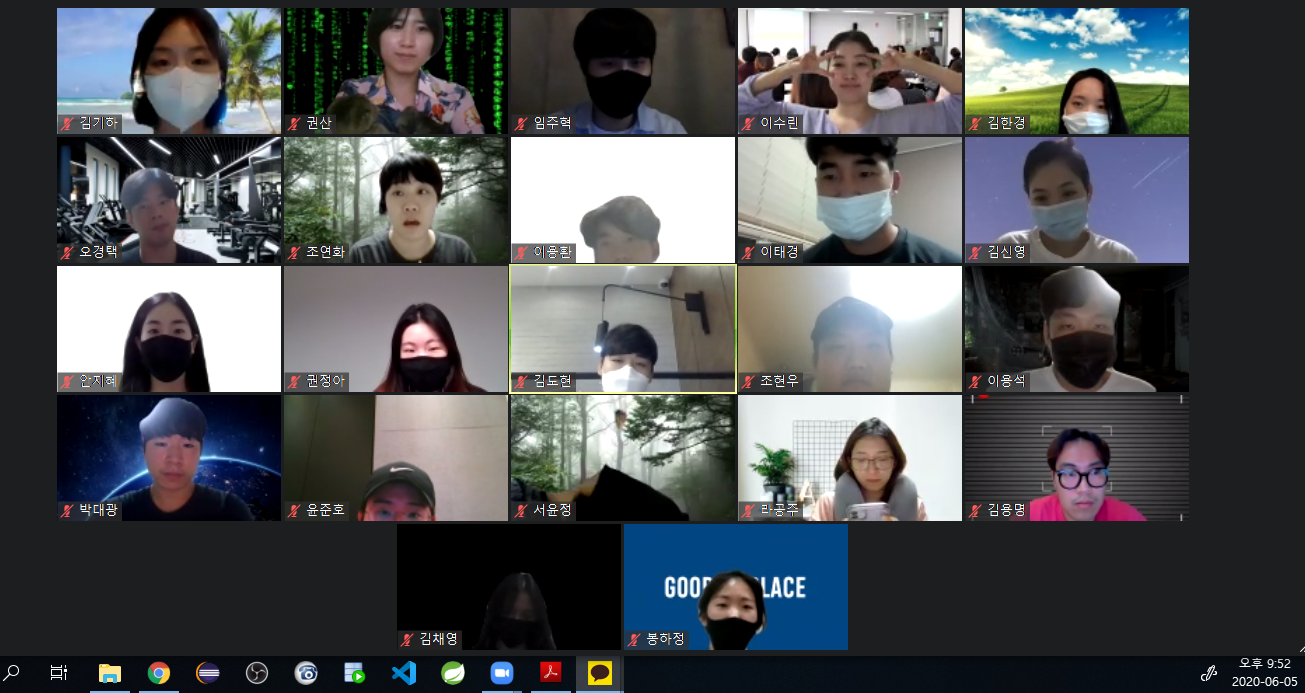 김기하
권산
임주혁
이수린
김한경
오경택
조연화
이용환
이태경
김신영
안지혜
권정아
김도현
조현우
이용석
박대광
윤준호
서윤정
라공주
김용명
GOOD PLACE
김채영
봉하정
오후 9:52
2020-06-05